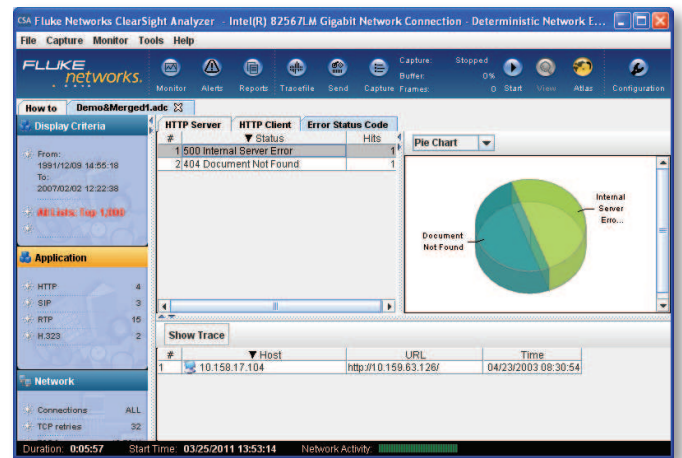 CSA Fluke Networks ClearSight Analyzer - Intel(R) 82567LM Gigabit Network Connection - Deterministic Network E...
File Capture Monitor Tools Help
FLUKE networks.
Monitor Alerts Reports Tracefile Send Capture
Capture: Stopped
Buffer: 0%
Frames: 0
Start View Atlas Configuration
How to Demo&Merged1.adc
Display Criteria
From:
1991/12/09 14:55:18
To:
2007/02/02 12:22:38
All Lists: Top 1,000
Application
HTTP 4
SIP 3
RTP 15
H.323 2
Network
Connections ALL
TCP retries 32
HTTP Server HTTP Client Error Status Code
# Status Hits
1 500 Internal Server Error 1
2 404 Document Not Found 1
Pie Chart
Internal
Server
Erro...
Document
Not Found
Show Trace
# Host URL Time
1 10.158.17.104 http://10.159.63.126/ 04/23/2003 08:30:54
Duration: 0:05:57 Start Time: 03/25/2011 13:53:14 Network Activity: